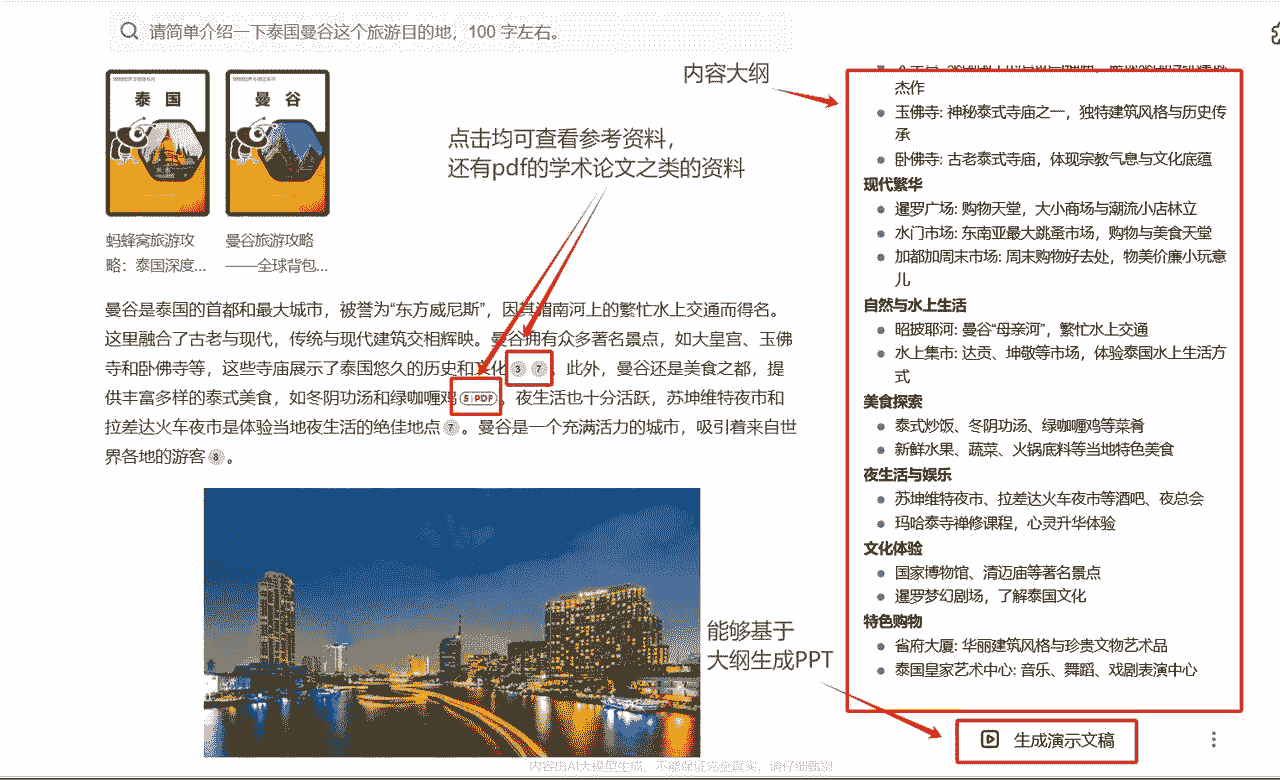 请简单介绍一下泰国曼谷这个旅游目的地，100 字左右。
内容大纲
泰 国
曼 谷
点击均可查看参考资料，
还有pdf的学术论文之类的资料
蚂蜂窝旅游攻
略：泰国深度...
曼谷旅游攻略
——全球背包...
曼谷是泰国的首都和最大城市，被誉为“东方威尼斯”，因其湄南河上的繁忙水上交通而得名。
这里融合了古老与现代，传统与现代建筑交相辉映。曼谷拥有众多著名景点，如大皇宫、玉佛
寺和卧佛寺等，这些寺庙展示了泰国悠久的历史和文化 3 7 。此外，曼谷还是美食之都，提
供丰富多样的泰式美食，如冬阴功汤和绿咖喱鸡 5 | PDF 。夜生活也十分活跃，苏坤维特夜市和
拉差达火车夜市是体验当地夜生活的绝佳地点 7 。曼谷是一个充满活力的城市，吸引着来自世
界各地的游客 8 。
能够基于
大纲生成PPT
内容由AI大模型生成，不能保证完全真实，请仔细甄别
杰作
玉佛寺: 神秘泰式寺庙之一，独特建筑风格与历史传
承
卧佛寺: 古老泰式寺庙，体现宗教气息与文化底蕴
现代繁华
暹罗广场: 购物天堂，大小商场与潮流小店林立
水门市场: 东南亚最大跳蚤市场，购物与美食天堂
加都加周末市场: 周末购物好去处，物美价廉小玩意
儿
自然与水上生活
昭披耶河: 曼谷“母亲河”，繁忙水上交通
水上集市: 达贡、坤敬等市场，体验泰国水上生活方
式
美食探索
泰式炒饭、冬阴功汤、绿咖喱鸡等菜肴
新鲜水果、蔬菜、火锅底料等当地特色美食
夜生活与娱乐
苏坤维特夜市、拉差达火车夜市等酒吧、夜总会
玛哈泰寺禅修课程，心灵升华体验
文化体验
国家博物馆、清迈庙等著名景点
暹罗梦幻剧场，了解泰国文化
特色购物
省府大厦: 华丽建筑风格与珍贵文物艺术品
泰国皇家艺术中心: 音乐、舞蹈、戏剧表演中心
生成演示文稿